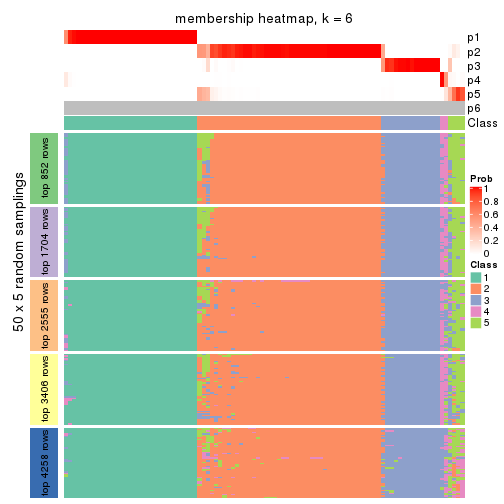 membership heatmap, k = 6
p1
p2
p3
p4
p5
p6
Class
50 x 5 random samplings
top 852 rows
top 1704 rows
top 2555 rows
top 3406 rows
top 4258 rows
Prob
1
0.8
0.6
0.4
0.2
0
Class
1
2
3
4
5